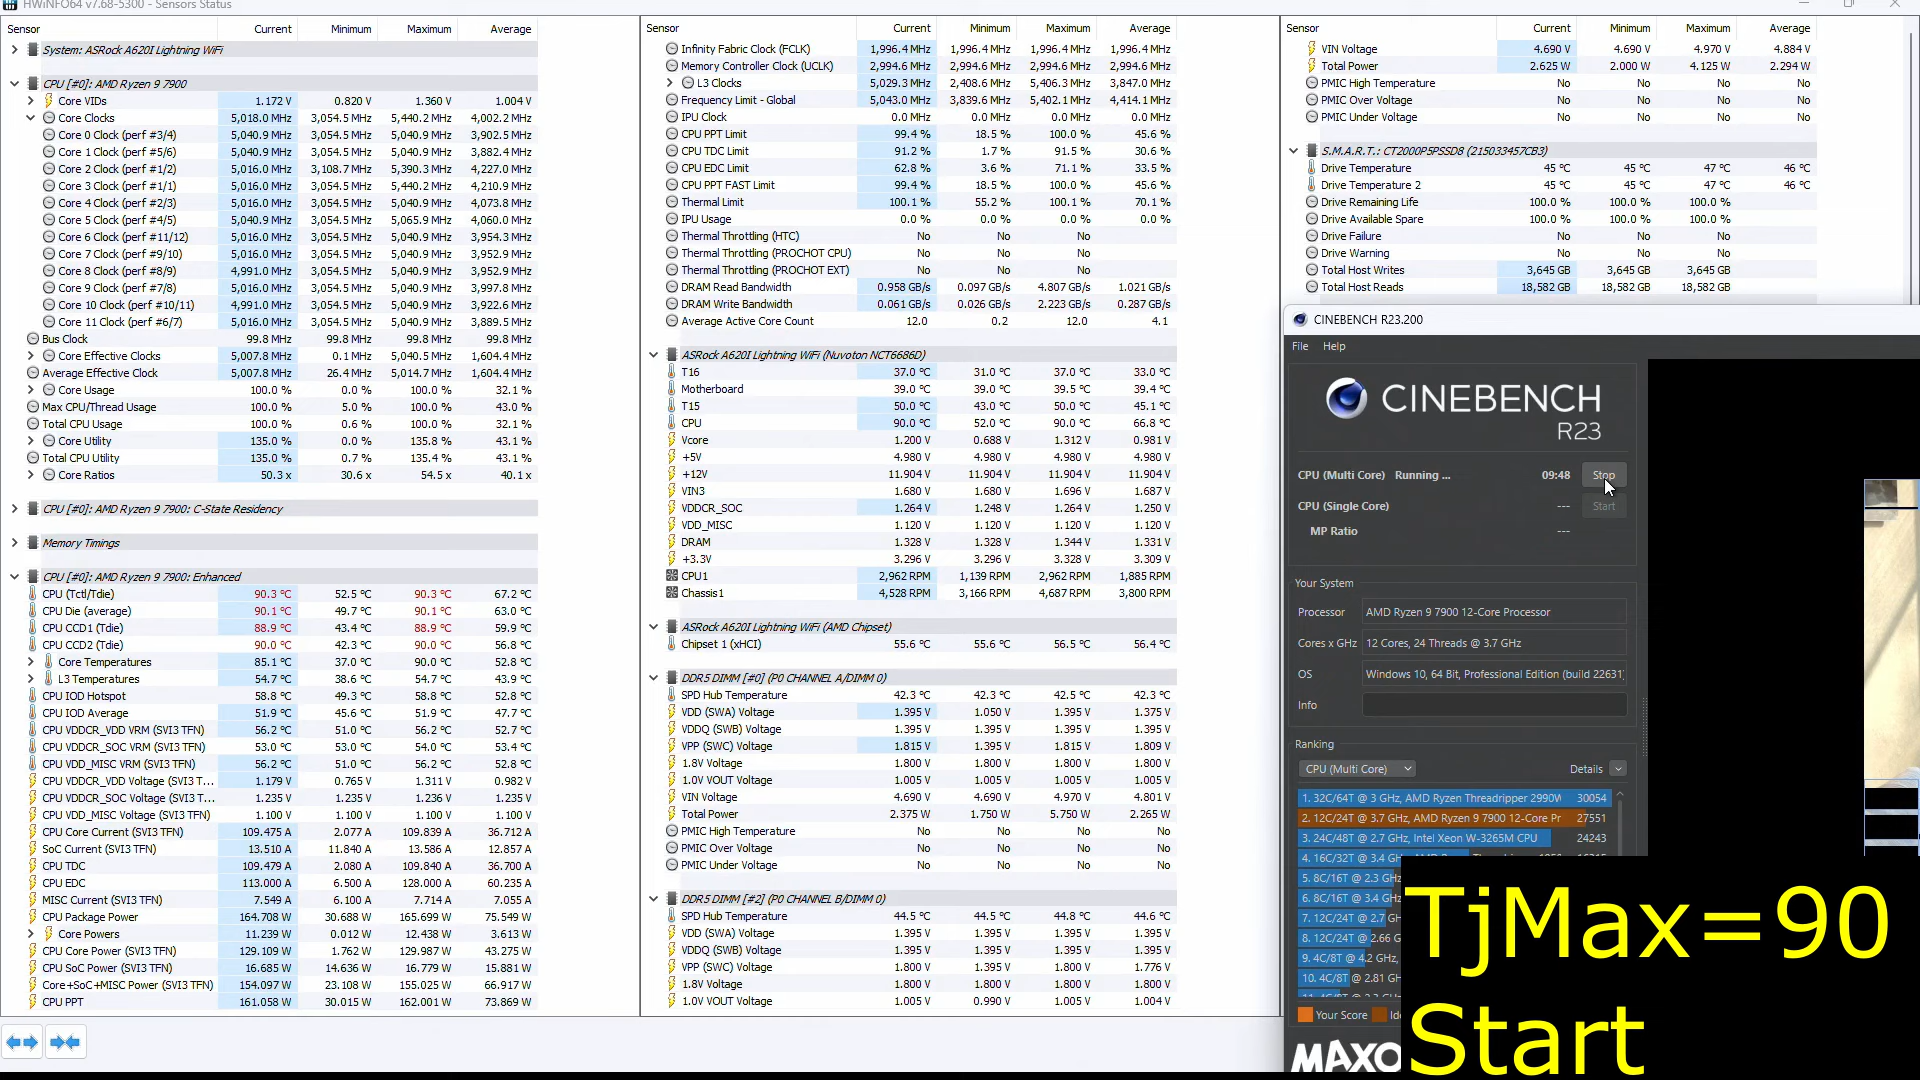 HWiNFO64 v7.68-5300 - Sensors Status
Sensor Current Minimum Maximum Average
System: ASRock A620I Lightning WiFi
CPU [#0]: AMD Ryzen 9 7900
Core VIDs 1.172 V 0.820 V 1.360 V 1.004 V
Core Clocks 5,018.0 MHz 3,054.5 MHz 5,440.2 MHz 4,002.2 MHz
Core 0 Clock (perf #3/4) 5,040.9 MHz 3,054.5 MHz 5,040.9 MHz 3,902.5 MHz
Core 1 Clock (perf #5/6) 5,040.9 MHz 3,054.5 MHz 5,040.9 MHz 3,882.4 MHz
Core 2 Clock (perf #1/2) 5,016.0 MHz 3,108.7 MHz 5,390.3 MHz 4,227.0 MHz
Core 3 Clock (perf #1/1) 5,016.0 MHz 3,054.5 MHz 5,440.2 MHz 4,210.9 MHz
Core 4 Clock (perf #2/3) 5,016.0 MHz 3,054.5 MHz 5,040.9 MHz 4,073.8 MHz
Core 5 Clock (perf #4/5) 5,040.9 MHz 3,054.5 MHz 5,065.9 MHz 4,060.0 MHz
Core 6 Clock (perf #11/12) 5,016.0 MHz 3,054.5 MHz 5,040.9 MHz 3,954.3 MHz
Core 7 Clock (perf #9/10) 5,016.0 MHz 3,054.5 MHz 5,040.9 MHz 3,952.9 MHz
Core 8 Clock (perf #8/9) 4,991.0 MHz 3,054.5 MHz 5,040.9 MHz 3,952.9 MHz
Core 9 Clock (perf #7/8) 5,016.0 MHz 3,054.5 MHz 5,040.9 MHz 3,997.8 MHz
Core 10 Clock (perf #10/11) 4,991.0 MHz 3,054.5 MHz 5,040.9 MHz 3,922.6 MHz
Core 11 Clock (perf #6/7) 5,016.0 MHz 3,054.5 MHz 5,040.9 MHz 3,889.5 MHz
Bus Clock 99.8 MHz 99.8 MHz 99.8 MHz 99.8 MHz
Core Effective Clocks 5,007.8 MHz 0.1 MHz 5,040.5 MHz 1,604.4 MHz
Average Effective Clock 5,007.8 MHz 26.4 MHz 5,014.7 MHz 1,604.4 MHz
Core Usage 100.0 % 0.0 % 100.0 % 32.1 %
Max CPU/Thread Usage 100.0 % 5.0 % 100.0 % 43.0 %
Total CPU Usage 100.0 % 0.6 % 100.0 % 32.1 %
Core Utility 135.0 % 0.0 % 135.8 % 43.1 %
Total CPU Utility 135.0 % 0.7 % 135.4 % 43.1 %
Core Ratios 50.3 x 30.6 x 54.5 x 40.1 x
CPU [#0]: AMD Ryzen 9 7900: C-State Residency
Memory Timings
CPU [#0]: AMD Ryzen 9 7900: Enhanced
CPU (Tctl/Tdie) 90.3 °C 52.5 °C 90.3 °C 67.2 °C
CPU Die (average) 90.1 °C 49.7 °C 90.1 °C 63.0 °C
CPU CCD1 (Tdie) 88.9 °C 43.4 °C 88.9 °C 59.9 °C
CPU CCD2 (Tdie) 90.0 °C 42.3 °C 90.0 °C 56.8 °C
Core Temperatures 85.1 °C 37.0 °C 90.0 °C 52.8 °C
L3 Temperatures 54.7 °C 38.6 °C 54.7 °C 43.9 °C
CPU IOD Hotspot 58.8 °C 49.3 °C 58.8 °C 52.8 °C
CPU IOD Average 51.9 °C 45.6 °C 51.9 °C 47.7 °C
CPU VDDCR_VDD VRM (SVI3 TFN) 56.2 °C 51.0 °C 56.2 °C 52.7 °C
CPU VDDCR_SOC VRM (SVI3 TFN) 53.0 °C 53.0 °C 54.0 °C 53.4 °C
CPU VDD_MISC VRM (SVI3 TFN) 56.2 °C 51.0 °C 56.2 °C 52.8 °C
CPU VDDCR_VDD Voltage (SVI3 T... 1.179 V 0.765 V 1.311 V 0.982 V
CPU VDDCR_SOC Voltage (SVI3 T... 1.235 V 1.235 V 1.236 V 1.235 V
CPU VDD_MISC Voltage (SVI3 TFN) 1.100 V 1.100 V 1.100 V 1.100 V
CPU Core Current (SVI3 TFN) 109.475 A 2.077 A 839.839 A 36.712 A
SoC Current (SVI3 TFN) 13.510 A 11.840 A 13.586 A 12.857 A
CPU TDC 109.479 A 2.080 A 109.840 A 36.700 A
CPU EDC 113.000 A 6.500 A 128.000 A 60.235 A
MISC Current (SVI3 TFN) 7.549 A 6.100 A 7.714 A 7.055 A
CPU Package Power 164.708 W 30.688 W 165.699 W 75.549 W
Core Powers 11.239 W 0.012 W 12.438 W 3.613 W
CPU Core Power (SVI3 TFN) 129.109 W 1.762 W 129.987 W 43.275 W
CPU SoC Power (SVI3 TFN) 16.685 W 14.636 W 16.779 W 15.881 W
Core+SoC+MISC Power (SVI3 TFN) 154.097 W 23.108 W 155.025 W 66.917 W
CPU PPT 161.058 W 30.015 W 162.001 W 73.869 W
Sensor Current Minimum Maximum Average
Infinity Fabric Clock (FCLK) 1,996.4 MHz 1,996.4 MHz 1,996.4 MHz 1,996.4 MHz
Memory Controller Clock (UCLK) 2,994.6 MHz 2,994.6 MHz 2,994.6 MHz 2,994.6 MHz
L3 Clocks 5,029.3 MHz 2,408.6 MHz 5,406.3 MHz 3,847.0 MHz
Frequency Limit - Global 5,043.0 MHz 3,839.6 MHz 5,402.1 MHz 4,414.1 MHz
IPU Clock 0.0 MHz 0.0 MHz 0.0 MHz 0.0 MHz
CPU PPT Limit 99.4 % 18.5 % 100.0 % 45.6 %
CPU TDC Limit 91.2 % 1.7 % 91.5 % 30.6 %
CPU EDC Limit 62.8 % 3.6 % 71.1 % 33.5 %
CPU PPT FAST Limit 99.4 % 18.5 % 100.0 % 45.6 %
Thermal Limit 100.1 % 55.2 % 100.1 % 70.1 %
IPU Usage 0.0 % 0.0 % 0.0 % 0.0 %
Thermal Throttling (HTC) No No No
Thermal Throttling (PROCHOT CPU) No No No
Thermal Throttling (PROCHOT EXT) No No No
DRAM Read Bandwidth 0.958 GB/s 0.097 GB/s 4.807 GB/s 1.021 GB/s
DRAM Write Bandwidth 0.061 GB/s 0.026 GB/s 2.223 GB/s 0.287 GB/s
Average Active Core Count 12.0 0.2 12.0 4.1
ASRock A620I Lightning WiFi (Nuvoton NCT6686D)
T16 37.0 °C 31.0 °C 37.0 °C 33.0 °C
Motherboard 39.0 °C 39.0 °C 39.5 °C 39.4 °C
T15 50.0 °C 43.0 °C 50.0 °C 45.1 °C
CPU 90.0 °C 52.0 °C 90.0 °C 66.8 °C
Vcore 1.200 V 0.688 V 1.312 V 0.981 V
+5V 4.980 V 4.980 V 4.980 V 4.980 V
+12V 11.904 V 11.904 V 11.904 V 11.904 V
VIN3 1.680 V 1.680 V 1.696 V 1.687 V
VDDCR_SOC 1.264 V 1.248 V 1.264 V 1.250 V
VDD_MISC 1.120 V 1.120 V 1.120 V 1.120 V
DRAM 1.328 V 1.328 V 1.344 V 1.331 V
+3.3V 3.296 V 3.296 V 3.328 V 3.309 V
CPU1 2,962 RPM 1,139 RPM 2,962 RPM 1,885 RPM
Chassis1 4,528 RPM 3,166 RPM 4,687 RPM 3,800 RPM
ASRock A620I Lightning WiFi (AMD Chipset)
Chipset 1 (xHCI) 55.6 °C 55.6 °C 56.5 °C 56.4 °C
DDR5 DIMM [#0] (P0 CHANNEL A/DIMM 0)
SPD Hub Temperature 42.3 °C 42.3 °C 42.5 °C 42.3 °C
VDD (SWA) Voltage 1.395 V 1.050 V 1.395 V 1.375 V
VDDQ (SWB) Voltage 1.395 V 1.395 V 1.395 V 1.395 V
VPP (SWC) Voltage 1.815 V 1.395 V 1.815 V 1.809 V
1.8V Voltage 1.800 V 1.800 V 1.800 V 1.800 V
1.0V VOUT Voltage 1.005 V 1.005 V 1.005 V 1.005 V
VIN Voltage 4.690 V 4.690 V 4.970 V 4.801 V
Total Power 2.375 W 1.750 W 5.750 W 2.265 W
PMIC High Temperature No No No No
PMIC Over Voltage No No No No
PMIC Under Voltage No No No No
DDR5 DIMM [#2] (P0 CHANNEL B/DIMM 0)
SPD Hub Temperature 44.5 °C 44.5 °C 44.8 °C 44.6 °C
VDD (SWA) Voltage 1.395 V 1.395 V 1.395 V 1.395 V
VDDQ (SWB) Voltage 1.395 V 1.395 V 1.395 V 1.395 V
VPP (SWC) Voltage 1.800 V 1.395 V 1.800 V 1.776 V
1.8V Voltage 1.800 V 1.800 V 1.800 V 1.800 V
1.0V VOUT Voltage 1.005 V 0.990 V 1.005 V 1.004 V
Sensor Current Minimum Maximum Average
VIN Voltage 4.690 V 4.690 V 4.970 V 4.884 V
Total Power 2.625 W 2.000 W 4.125 W 2.294 W
PMIC High Temperature No No No No
PMIC Over Voltage No No No No
PMIC Under Voltage No No No No
S.M.A.R.T.: CT2000P5PSSD8 (215033457CB3)
Drive Temperature 45 °C 45 °C 47 °C 46 °C
Drive Temperature 2 45 °C 45 °C 47 °C 46 °C
Drive Remaining Life 100.0 % 100.0 % 100.0 %
Drive Available Spare 100.0 % 100.0 % 100.0 %
Drive Failure No No No
Drive Warning No No No
Total Host Writes 3,645 GB 3,645 GB 3,645 GB
Total Host Reads 18,582 GB 18,582 GB 18,582 GB
CINEBENCH R23.200
File Help
CINEBENCH
R23
CPU (Multi Core) Running ... 09:48 Stop
CPU (Single Core) --- Start
MP Ratio ---
Your System
Processor AMD Ryzen 9 7900 12-Core Processor
Cores x GHz 12 Cores, 24 Threads @ 3.7 GHz
OS Windows 10, 64 Bit, Professional Edition (build 22631)
Info
Ranking
CPU (Multi Core) Details
1. 32C/64T @ 3 GHz, AMD Ryzen Threadripper 2990W 30054
2. 12C/24T @ 3.7 GHz, AMD Ryzen 9 7900 12-Core Pr 27551
3. 24C/48T @ 2.7 GHz, Intel Xeon W-3265M CPU 24243
4. 16C/32T @ 3.4 G
5. 8C/16T @ 2.3 GHz
6. 8C/16T @ 3.4 GH
7. 12C/24T @ 2.7 G
8. 12C/24T @ 2.66 G
9. 4C/8T @ 4.2 GHz,
10. 4C/8T @ 2.81 GH
Your Score Ide
MAXO
TjMax=90
Start